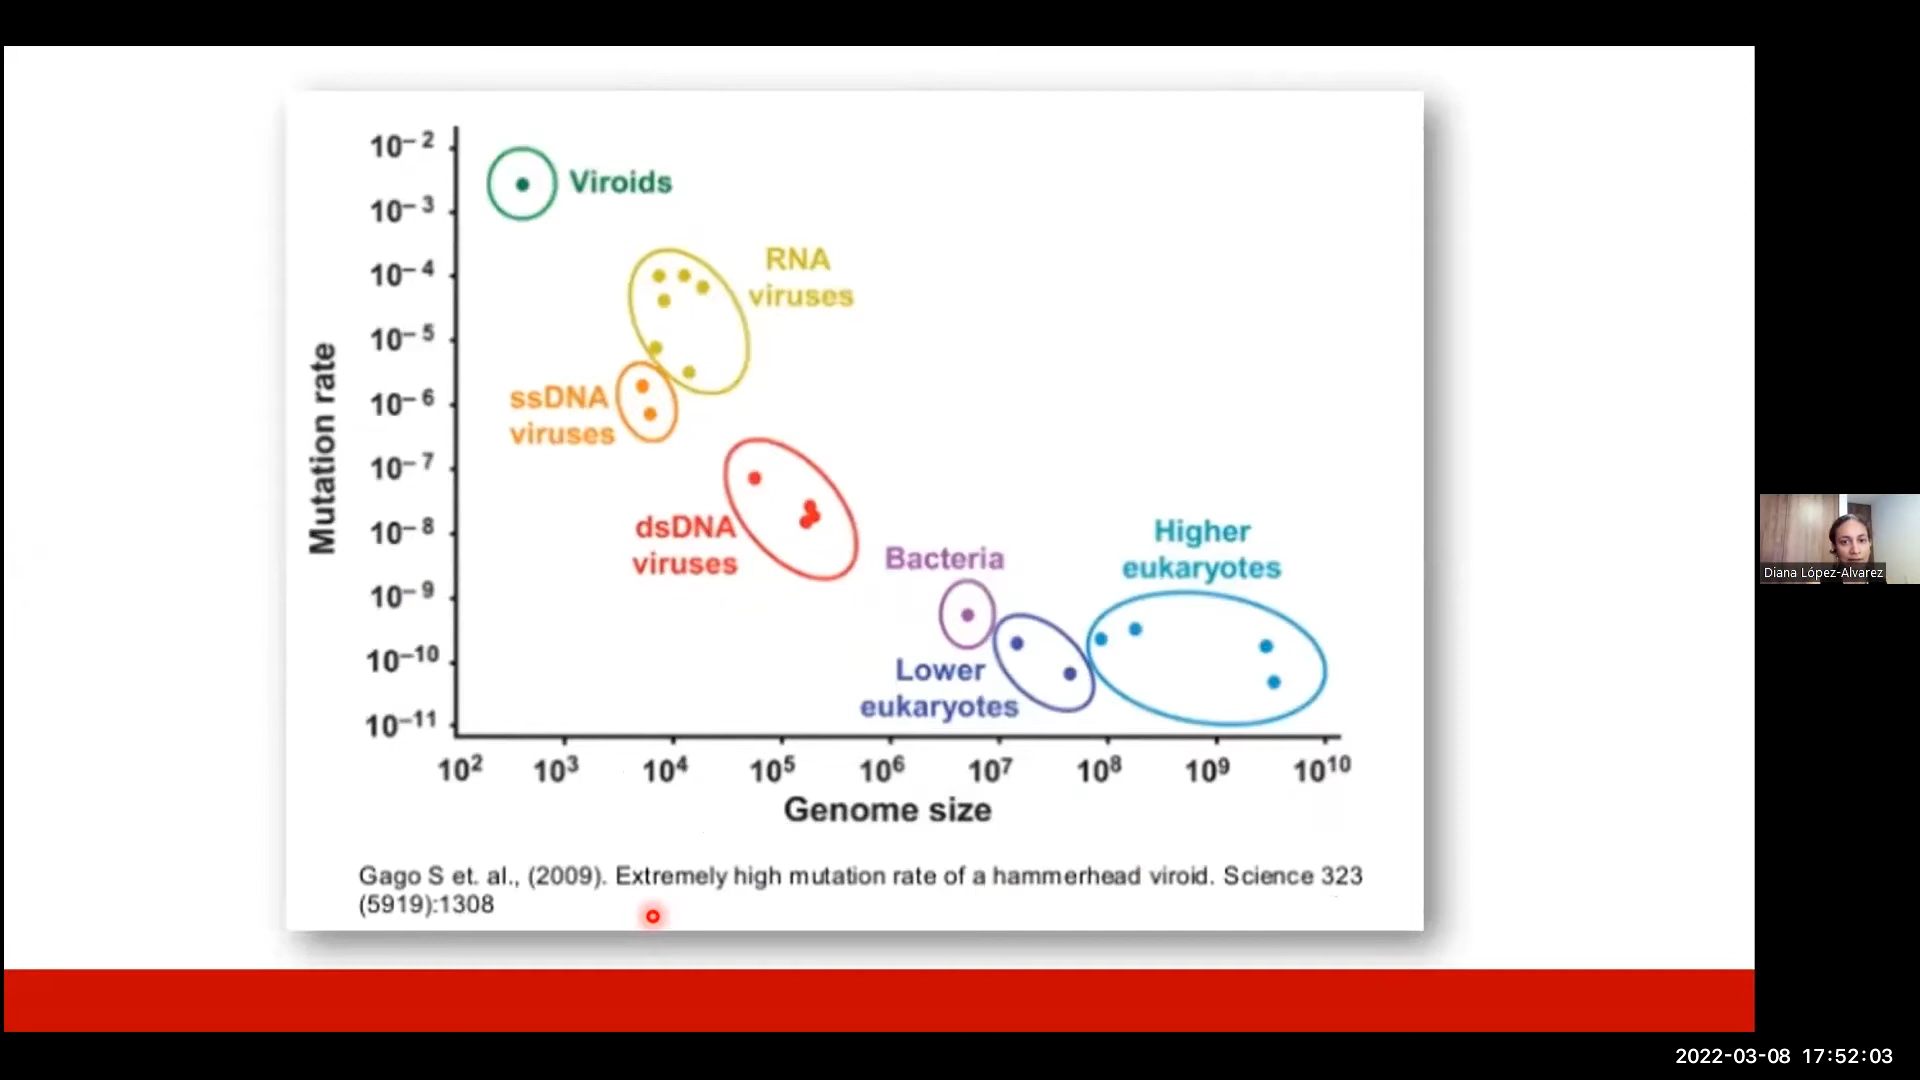 10⁻²
Viroids
10⁻³
RNA
viruses
10⁻⁴
10⁻⁵
ssDNA
viruses
10⁻⁶
10⁻⁷
Mutation rate
dsDNA
viruses
10⁻⁸
Bacteria
Higher
eukaryotes
10⁻⁹
Lower
eukaryotes
10⁻¹⁰
10⁻¹¹
10² 10³ 10⁴ 10⁵ 10⁶ 10⁷ 10⁸ 10⁹ 10¹⁰
Genome size
Gago S et. al., (2009). Extremely high mutation rate of a hammerhead viroid. Science 323
(5919):1308
Diana López-Alvarez
2022-03-08 17:52:03